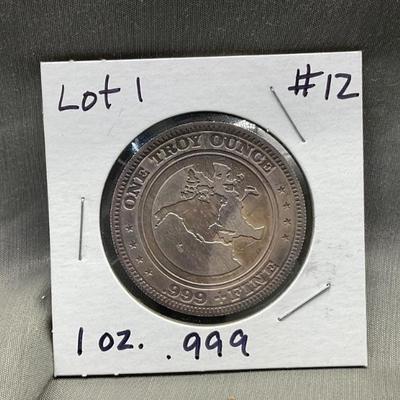 Lot 1 #12
ONE TROY OUNCE
.999 + FINE
1 oz. .999